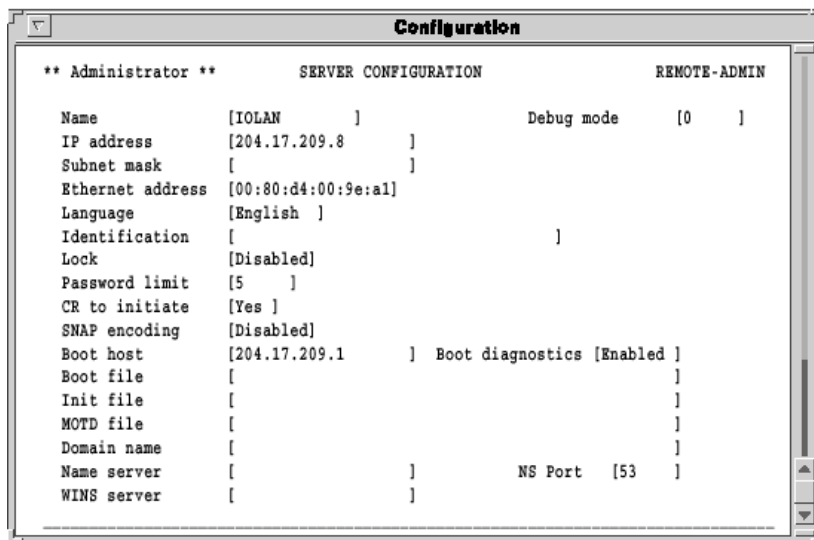 Configuration
** Administrator ** SERVER CONFIGURATION REMOTE-ADMIN
Name [IOLAN ] Debug mode [0 ]
IP address [204.17.209.8 ]
Subnet mask [ ]
Ethernet address [00:80:d4:00:9e:a1]
Language [English ]
Identification [ ]
Lock [Disabled]
Password limit [5 ]
CR to initiate [Yes ]
SNAP encoding [Disabled]
Boot host [204.17.209.1 ] Boot diagnostics [Enabled ]
Boot file [ ]
Init file [ ]
MOTD file [ ]
Domain name [ ]
Name server [ ] NS Port [53 ]
WINS server [ ]